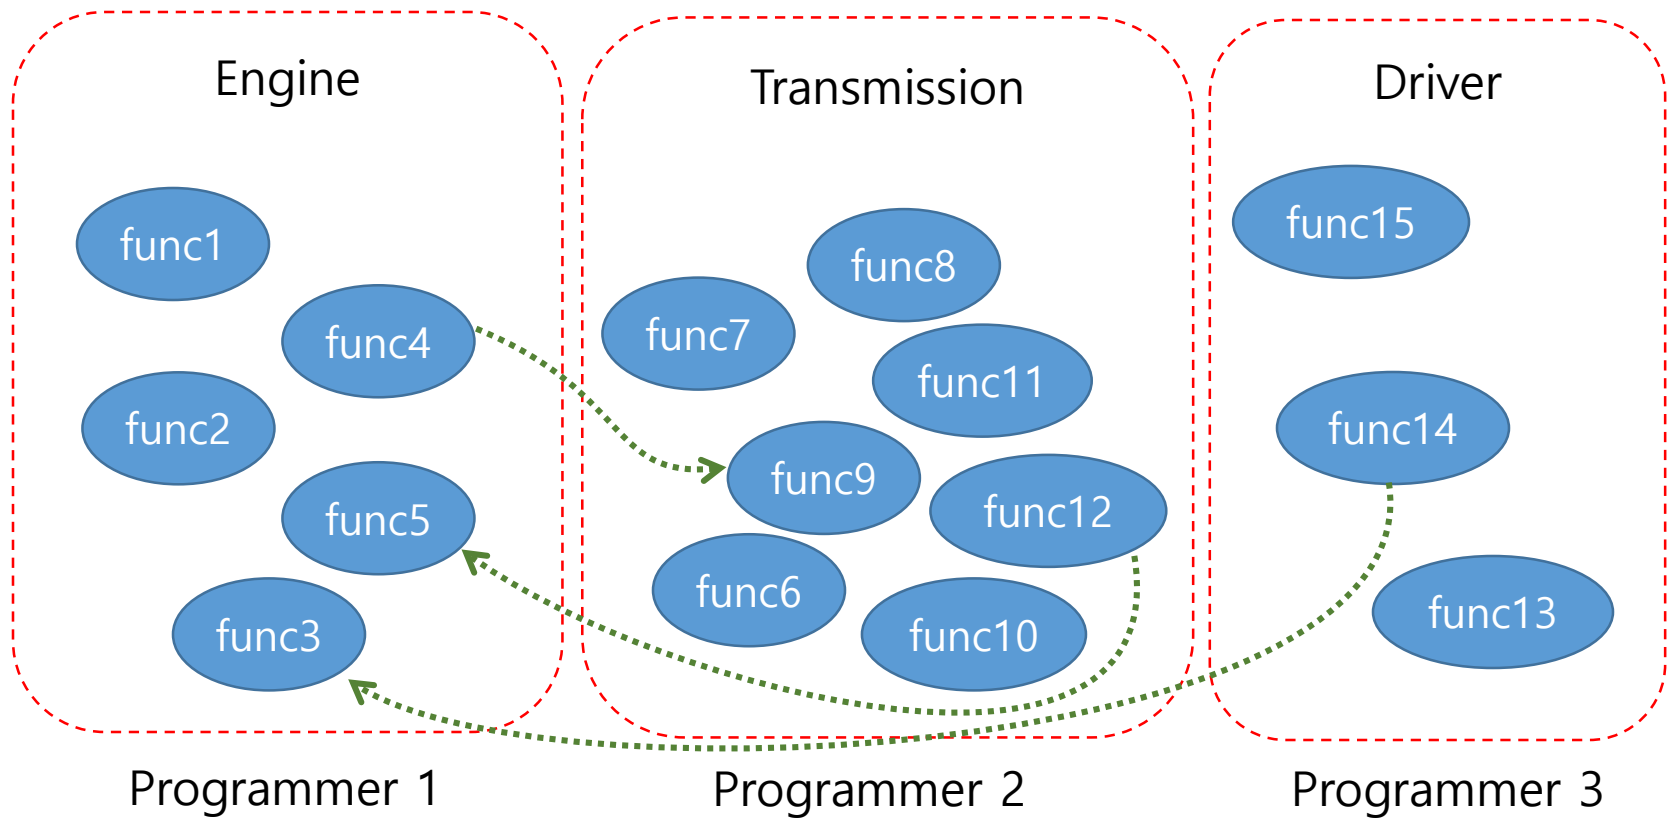 Engine
func1
func4
func2
func5
func3
Programmer 1
Transmission
func8
func7
func11
func9
func12
func6
func10
Programmer 2
Driver
func15
func14
func13
Programmer 3